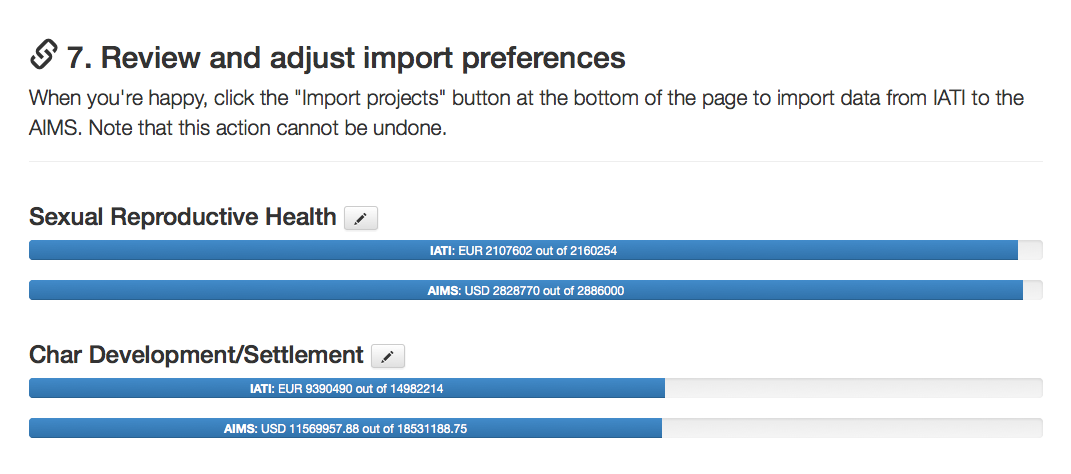 7. Review and adjust import preferences
When you're happy, click the "Import projects" button at the bottom of the page to import data from IATI to the
AIMS. Note that this action cannot be undone.
Sexual Reproductive Health
IATI: EUR 2107602 out of 2160254
AIMS: USD 2828770 out of 2886000
Char Development/Settlement
IATI: EUR 9390490 out of 14982214
AIMS: USD 11569957.88 out of 18531188.75